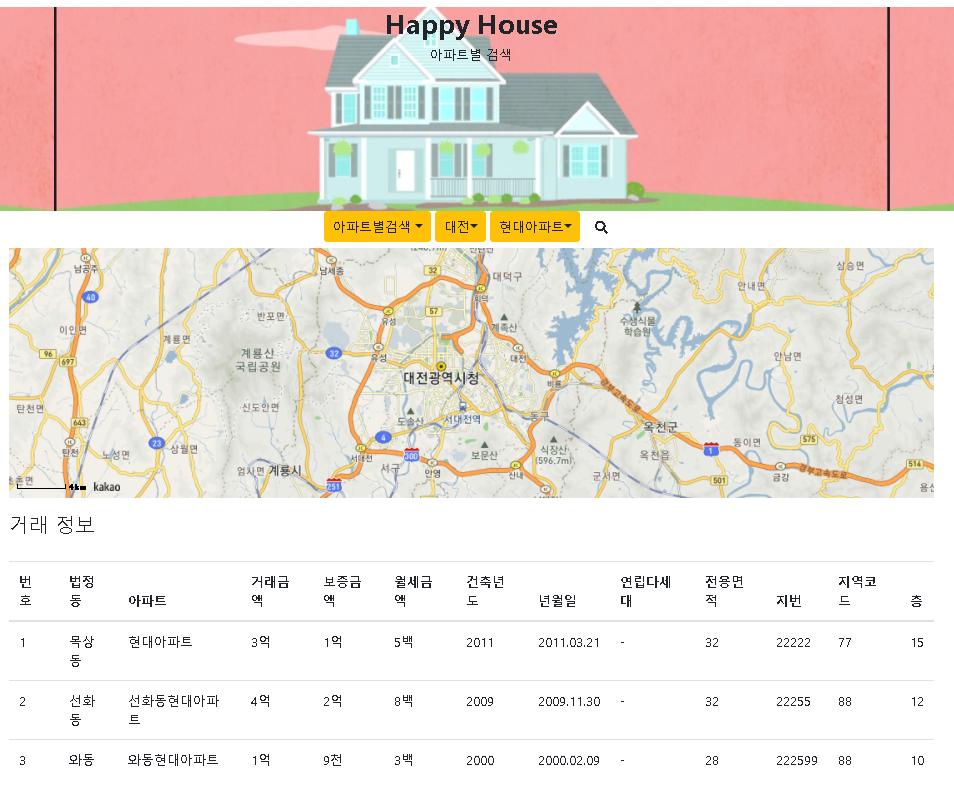 Happy House
아파트별 검색
아파트별검색 대전 현대아파트
남공주
남세종
32
대덕구
삼승면
안내면
40
57
회덕
반포면
유성
계족산
수생식물
학습원
이인면
계룡면
96
697
계룡산
국립공원
32
유성
대전
안남면
대전광역시청
비룡
경부고속도로
탄천면
신도안면
도솔산
서대전역
동구
청성면
643
옥천군
탄천
23
삼월면
노성면
4
서대전
300
보문산
식장산
(596.7m)
옥천읍
1
동이면
575
엄사면 계룡시
서구
안영
산내
군서면
501
금강
경부고속도로
514
251
4km kakao
거래 정보
번호 법정동 아파트 거래금액 보증금액 월세금액 건축년도 년월일 연립다세대 전용면적 지번 지역코드 층
1 목상동 현대아파트 3억 1억 5백 2011 2011.03.21 - 32 22222 77 15
2 선화동 선화동현대아파트 4억 2억 8백 2009 2009.11.30 - 32 22255 88 12
3 와동 와동현대아파트 1억 9천 3백 2000 2000.02.09 - 28 222599 88 10